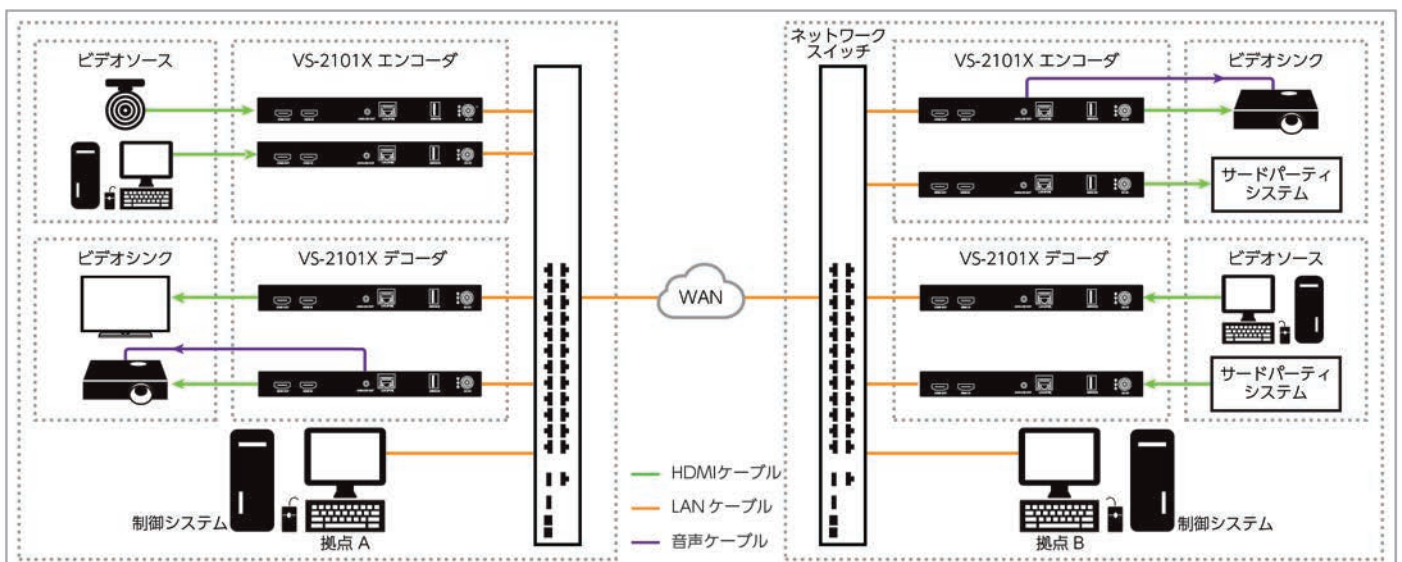 ビデオソース
VS-2101X エンコーダ
ビデオシンク
VS-2101X デコーダ
制御システム
拠点 A
WAN
HDMIケーブル
LAN ケーブル
音声ケーブル
ネットワーク
スイッチ
VS-2101X エンコーダ
ビデオシンク
サードパーティ
システム
VS-2101X デコーダ
ビデオソース
サードパーティ
システム
制御システム
拠点 B